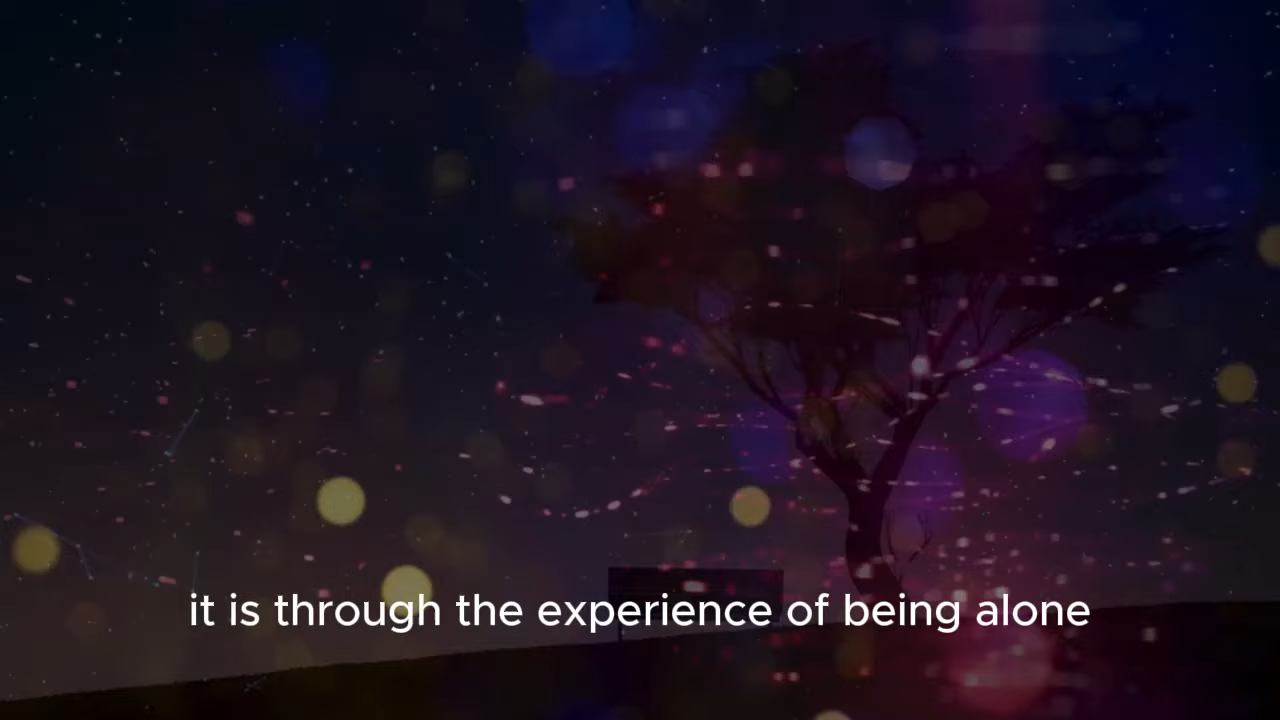 it is through the experience of being alone